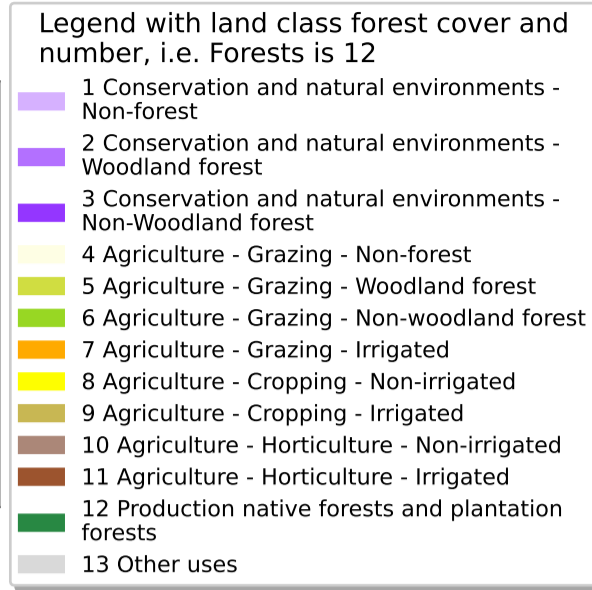 Legend with land class forest cover and
number, i.e. Forests is 12
1 Conservation and natural environments -
Non-forest
2 Conservation and natural environments -
Woodland forest
3 Conservation and natural environments -
Non-Woodland forest
4 Agriculture - Grazing - Non-forest
5 Agriculture - Grazing - Woodland forest
6 Agriculture - Grazing - Non-woodland forest
7 Agriculture - Grazing - Irrigated
8 Agriculture - Cropping - Non-irrigated
9 Agriculture - Cropping - Irrigated
10 Agriculture - Horticulture - Non-irrigated
11 Agriculture - Horticulture - Irrigated
12 Production native forests and plantation
forests
13 Other uses